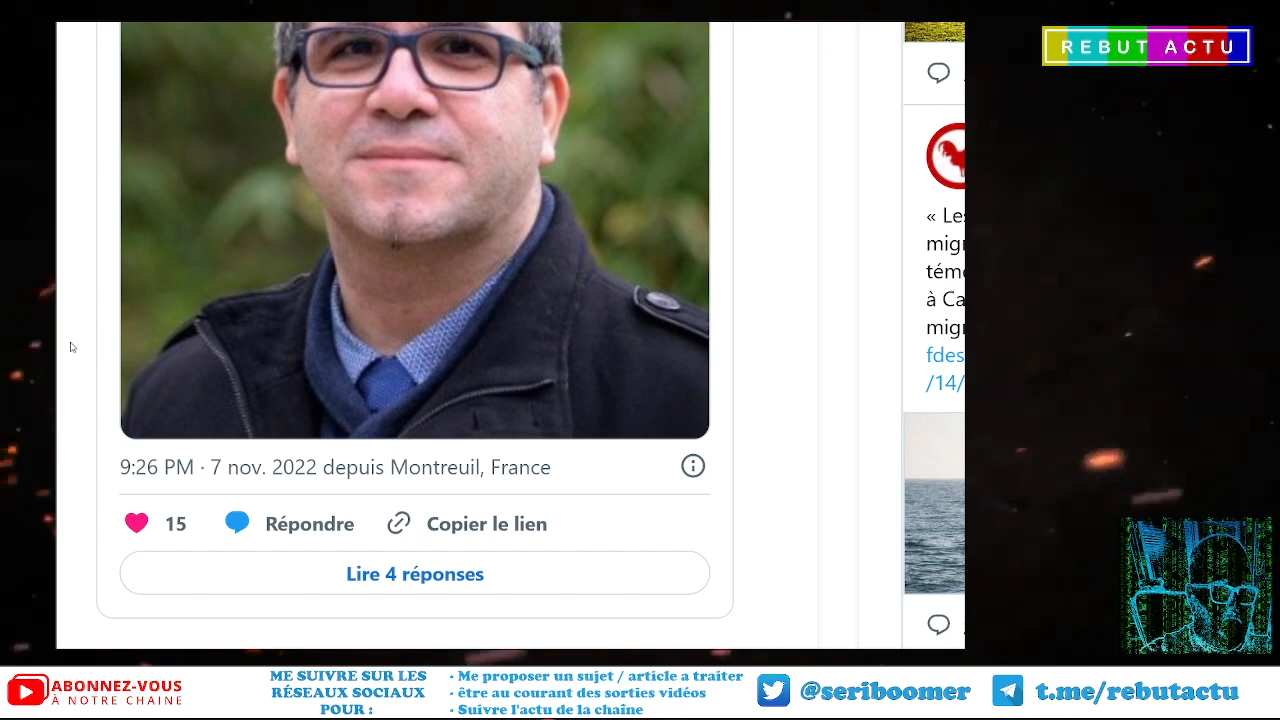 REBUT ACTU
« Les
migr
téme
à Ca
migr
fdes
/14/
9:26 PM · 7 nov. 2022 depuis Montreuil, France
15
Répondre
Copier le lien
Lire 4 réponses
ABONNEZ-VOUS
À NOTRE CHAINE
ME SUIVRE SUR LES
RÉSEAUX SOCIAUX
POUR :
- Me proposer un sujet / article a traiter
- être au courant des sorties vidéos
- Suivre l'actu de la chaîne
@seriboomer
t.me/rebutactu